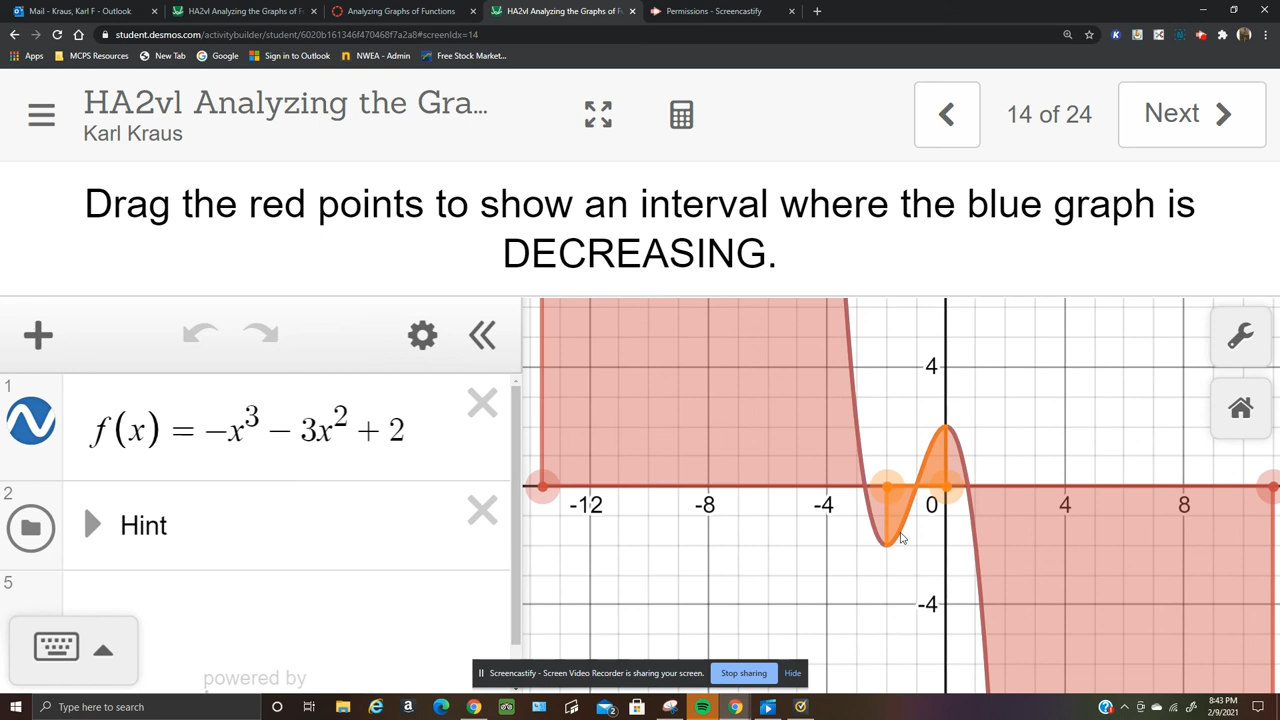 Mail - Kraus, Karl F - Outlook
HA2vl Analyzing the Graphs of F
Analyzing Graphs of Functions
HA2vl Analyzing the Graphs of F
Permissions - Screencastify
student.desmos.com/activitybuilder/student/6020b161346f470468f7a2a8#screenIdx=14
Apps
MCPS Resources
New Tab
Google
Sign in to Outlook
NWEA - Admin
Free Stock Market...
HA2vl Analyzing the Gra...
Karl Kraus
14 of 24
Next
Drag the red points to show an interval where the blue graph is
DECREASING.
1
f(x) = −x³ − 3x² + 2
2
Hint
5
powered by
4
-12 -8 -4 0 4 8
-4
Screencastify - Screen Video Recorder is sharing your screen.
Stop sharing
Hide
Type here to search
8:43 PM
2/9/2021